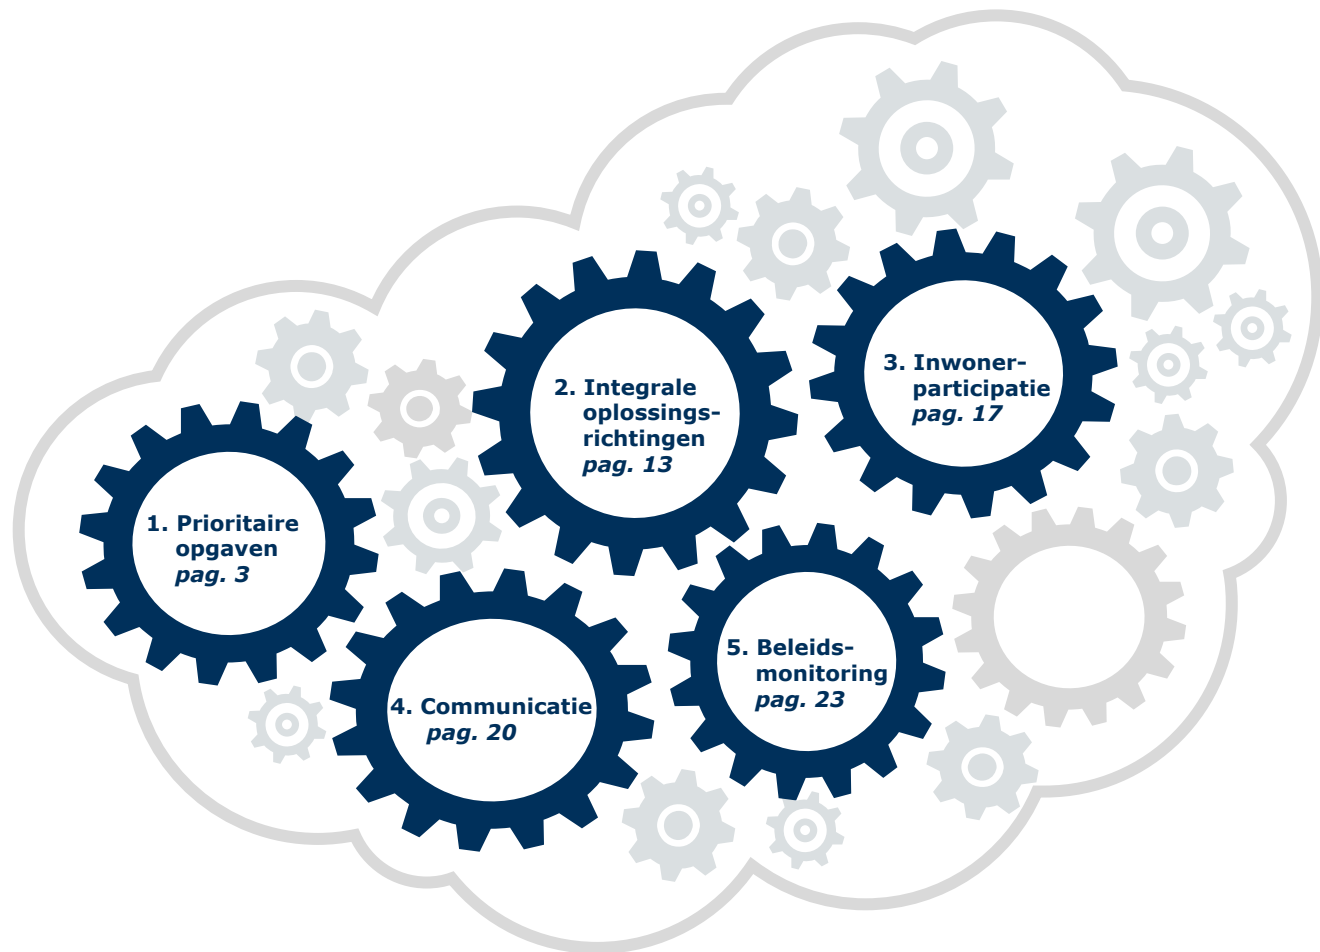 1. Prioritaire
opgaven
pag. 3
2. Integrale
oplossings-
richtingen
pag. 13
3. Inwoner-
participatie
pag. 17
4. Communicatie
pag. 20
5. Beleids-
monitoring
pag. 23